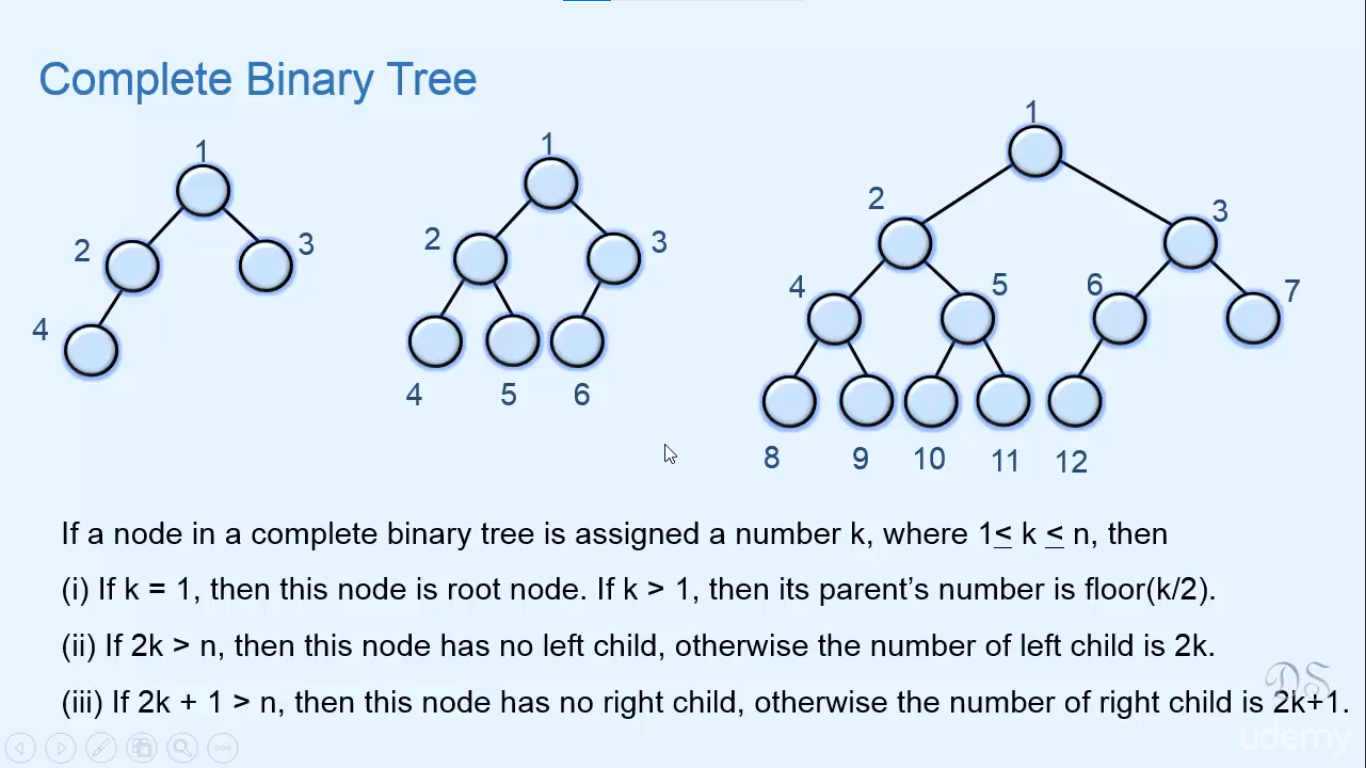 Complete Binary Tree
1
2
3
4
1
2
3
4 5 6
1
2
3
4
5
6
7
8 9 10 11 12
If a node in a complete binary tree is assigned a number k, where 1≤ k ≤ n, then
(i) If k = 1, then this node is root node. If k > 1, then its parent’s number is floor(k/2).
(ii) If 2k > n, then this node has no left child, otherwise the number of left child is 2k.
(iii) If 2k + 1 > n, then this node has no right child, otherwise the number of right child is 2k+1.
DS
udemy